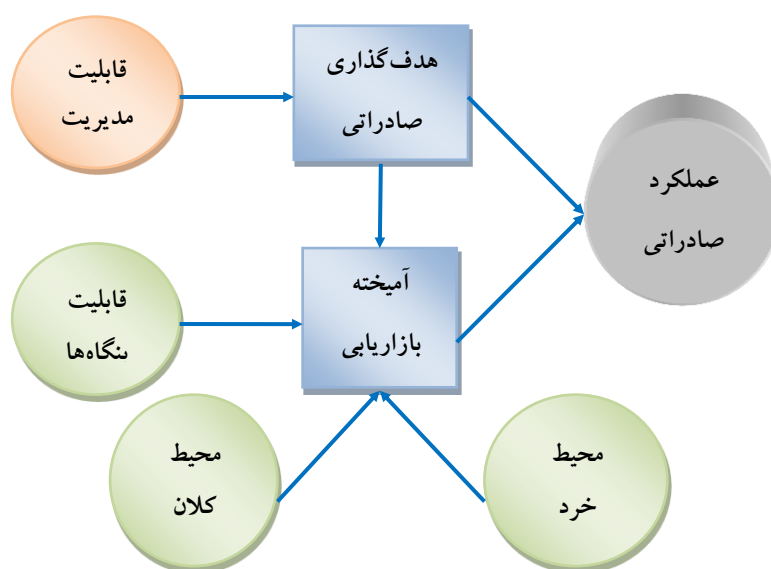 قابلیت
مدیریت
هدف‌گذاری
صادراتی
عملکرد
صادراتی
قابلیت
بنگاه‌ها
آمیخته
بازاریابی
محیط
کلان
محیط
خرد